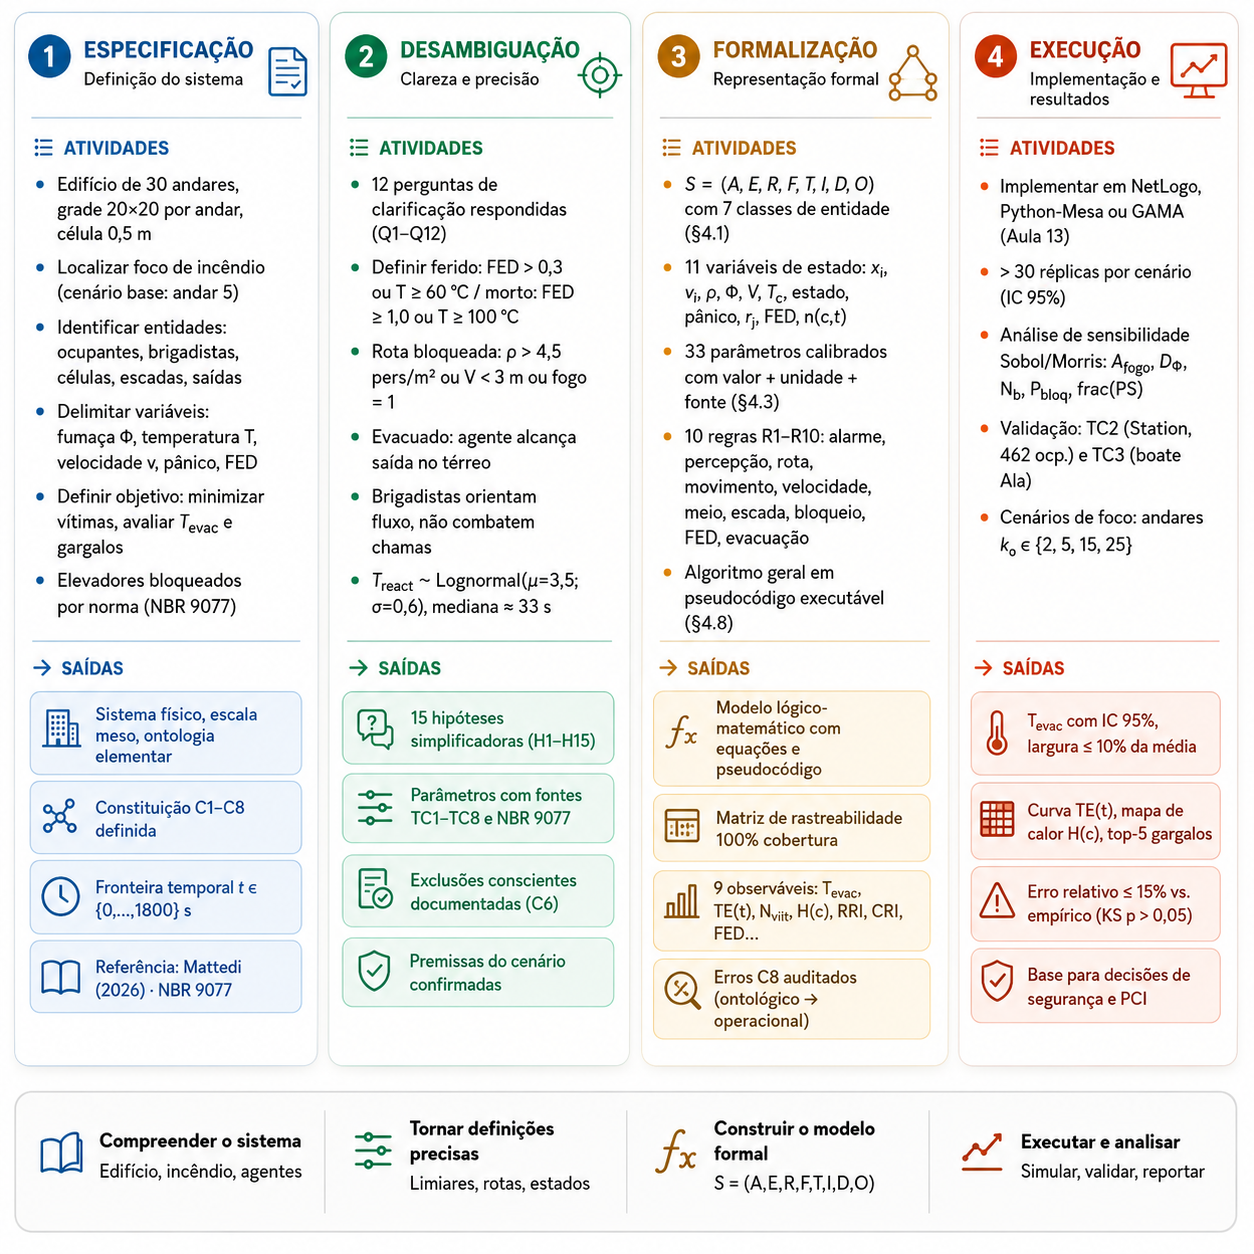 1 ESPECIFICAÇÃO
Definição do sistema
ATIVIDADES
• Edifício de 30 andares,
grade 20×20 por andar,
célula 0,5 m
• Localizar foco de incêndio
(cenário base: andar 5)
• Identificar entidades:
ocupantes, brigadistas,
células, escadas, saídas
• Delimitar variáveis:
fumaça Φ, temperatura T,
velocidade v, pânico, FED
• Definir objetivo: minimizar
vítimas, avaliar T_evac e
gargalos
• Elevadores bloqueados
por norma (NBR 9077)
→ SAÍDAS
Sistema físico, escala
meso, ontologia
elementar
Constituição C1–C8
definida
Fronteira temporal t ∈
{0,...,1800} s
Referência: Mattedi
(2026) · NBR 9077
2 DESAMBIGUAÇÃO
Clareza e precisão
ATIVIDADES
• 12 perguntas de
clarificação respondidas
(Q1–Q12)
• Definir ferido: FED > 0,3
ou T ≥ 60 °C / morto: FED
≥ 1,0 ou T ≥ 100 °C
• Rota bloqueada: ρ > 4,5
pers/m² ou V < 3 m ou fogo
= 1
• Evacuado: agente alcança
saída no térreo
• Brigadistas orientam
fluxo, não combatem
chamas
• T_react ~ Lognormal(μ=3,5;
σ=0,6), mediana ≈ 33 s
→ SAÍDAS
15 hipóteses
simplificadoras (H1–H15)
Parâmetros com fontes
TC1–TC8 e NBR 9077
Exclusões conscientes
documentadas (C6)
Premissas do cenário
confirmadas
3 FORMALIZAÇÃO
Representação formal
ATIVIDADES
• S = (A, E, R, F, T, I, D, O)
com 7 classes de entidade
(§4.1)
• 11 variáveis de estado: x_i,
v_i, ρ, Φ, V, T_c, estado,
pânico, r_j, FED, n(c,t)
• 33 parâmetros calibrados
com valor + unidade +
fonte (§4.3)
• 10 regras R1–R10: alarme,
percepção, rota,
movimento, velocidade,
meio, escada, bloqueio,
FED, evacuação
• Algoritmo geral em
pseudocódigo executável
(§4.8)
→ SAÍDAS
fx
Modelo lógico-
matemático com
equações e
pseudocódigo
Matriz de rastreabilidade
100% cobertura
9 observáveis: T_evac,
TE(t), N_viit, H(c), RRI, CRI,
FED...
Erros C8 auditados
(ontológico →
operacional)
4 EXECUÇÃO
Implementação e
resultados
ATIVIDADES
• Implementar em NetLogo,
Python-Mesa ou GAMA
(Aula 13)
• > 30 réplicas por cenário
(IC 95%)
• Análise de sensibilidade
Sobol/Morris: A_fogo, D_Φ,
N_b, P_bloq, frac(PS)
• Validação: TC2 (Station,
462 ocp.) e TC3 (boate
Ala)
• Cenários de foco: andares
k_o ∈ {2, 5, 15, 25}
→ SAÍDAS
T_evac com IC 95%,
largura ≤ 10% da média
Curva TE(t), mapa de
calor H(c), top-5 gargalos
Erro relativo ≤ 15% vs.
empírico (KS p > 0,05)
Base para decisões de
segurança e PCI
Compreender o sistema
Edifício, incêndio, agentes
Tornar definições
precisas
Limiares, rotas, estados
fx
Construir o modelo
formal
S = (A,E,R,F,T,I,D,O)
Executar e analisar
Simular, validar, reportar